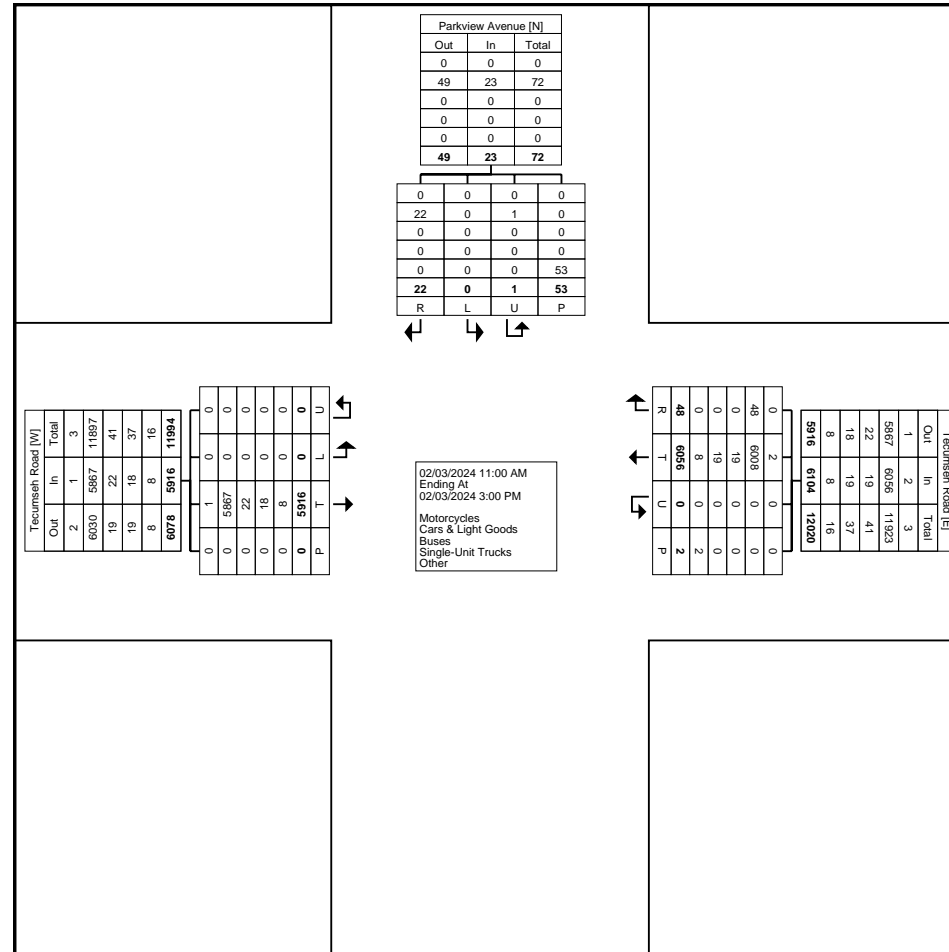 Parkview Avenue [N]
Out In Total
0 0 0
49 23 72
0 0 0
0 0 0
0 0 0
49 23 72
0 0 0 0
22 0 1 0
0 0 0 0
0 0 0 0
0 0 0 53
22 0 1 53
R L U P
Tecumseh Road [W]
Total In Out
3 1 2
11897 5867 6030
41 22 19
37 18 19
16 8 8
11994 5916 6078
0 0 1 0
0 0 5867 0
0 0 22 0
0 0 18 0
0 0 8 0
0 0 5916 0
U L T P
02/03/2024 11:00 AM
Ending At
02/03/2024 3:00 PM
Motorcycles
Cars & Light Goods
Buses
Single-Unit Trucks
Other
0 2 0 0
48 6008 0 0
0 19 0 0
0 19 0 0
0 8 0 2
48 6056 0 2
R T U P
Tecumseh Road [E]
Out In Total
1 2 3
5867 6056 11923
22 19 41
18 19 37
8 8 16
5916 6104 12020